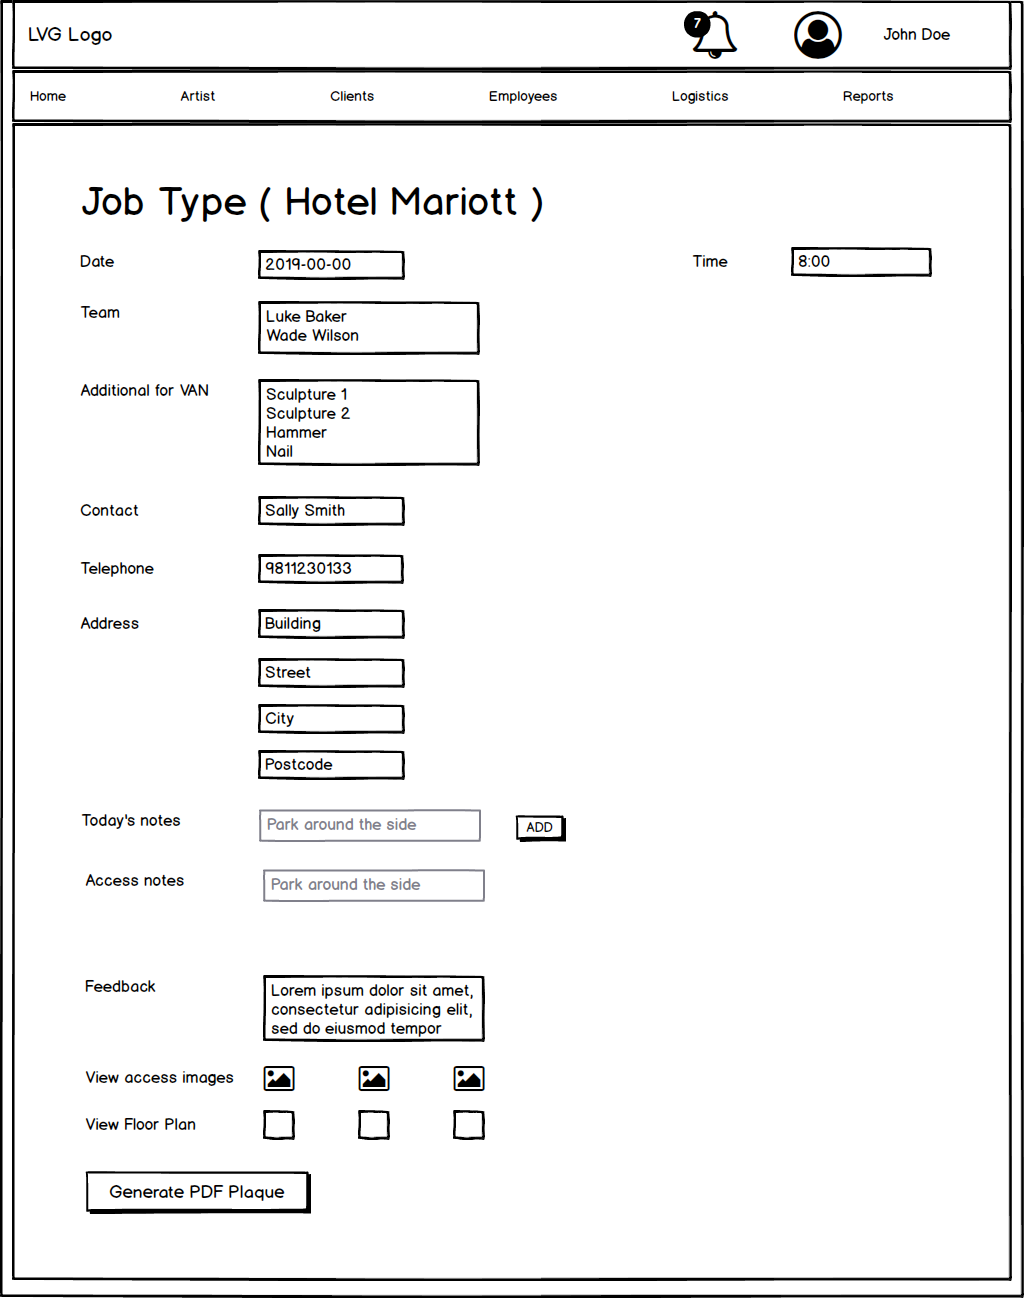 LVG Logo
7
John Doe
Home Artist Clients Employees Logistics Reports
Job Type ( Hotel Mariott )
Date 2019-00-00 Time 8:00
Team Luke Baker
Wade Wilson
Additional for VAN Sculpture 1
Sculpture 2
Hammer
Nail
Contact Sally Smith
Telephone 9811230133
Address Building
Street
City
Postcode
Today's notes Park around the side ADD
Access notes Park around the side
Feedback Lorem ipsum dolor sit amet,
consectetur adipisicing elit,
sed do eiusmod tempor
View access images
View Floor Plan
Generate PDF Plaque